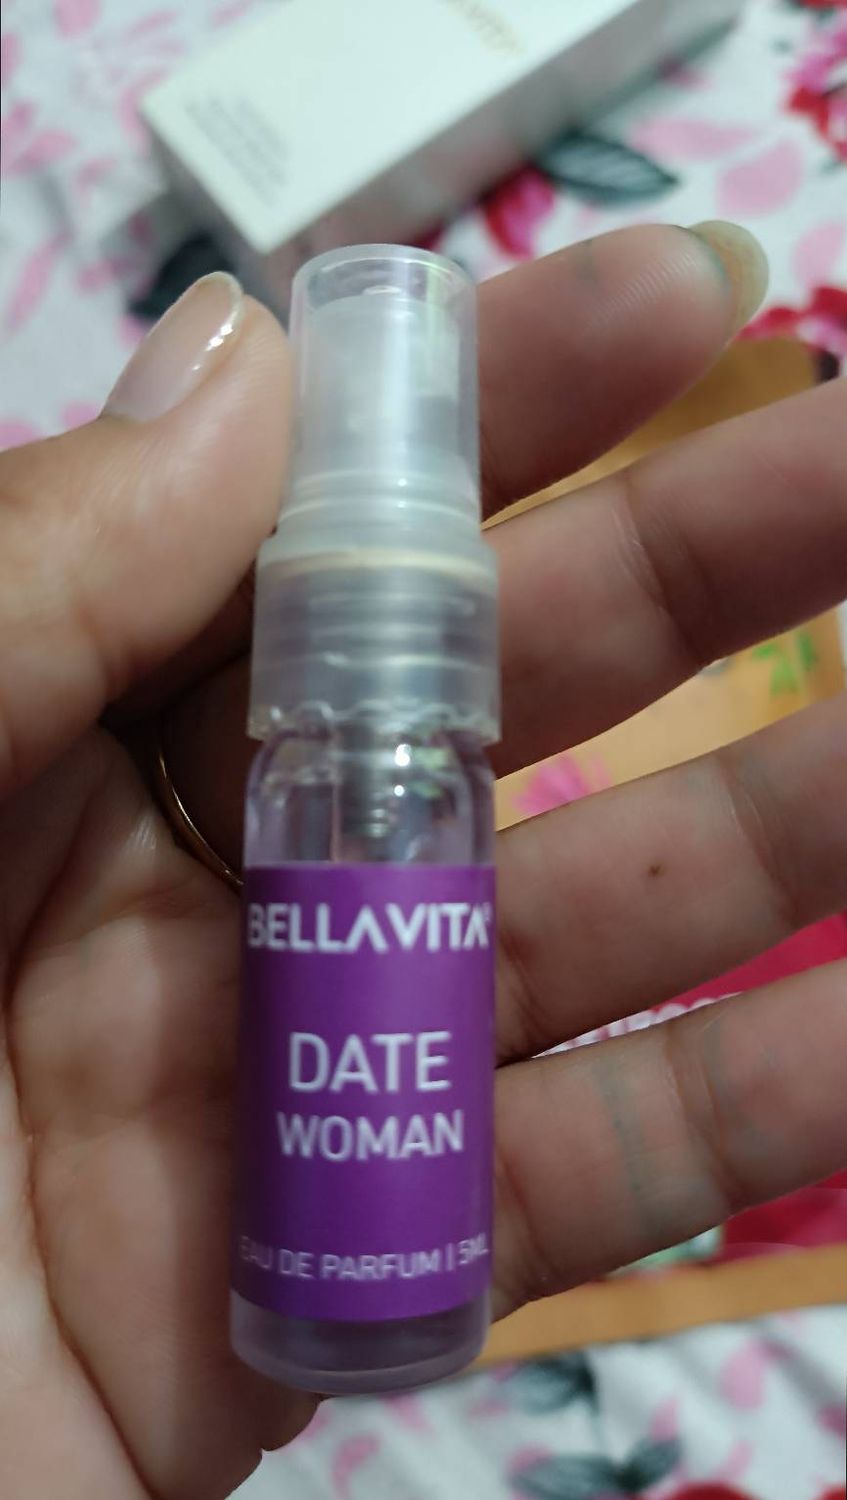 BELLAVITA
DATE
WOMAN
EAU DE PARFUM | 5ML